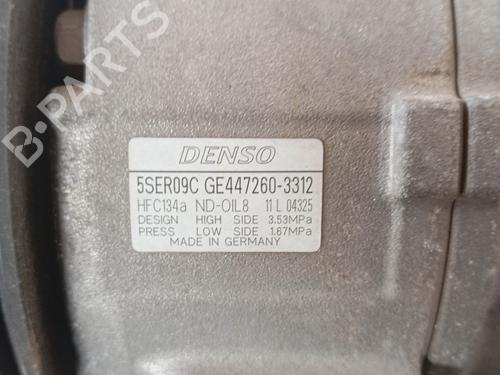 B-PARTS
DENSO
5SER09C GE447260-3312
HFC134a ND-OIL8 11 L 04325
DESIGN HIGH SIDE 3.53MPa
PRESS LOW SIDE 1.67MPa
MADE IN GERMANY